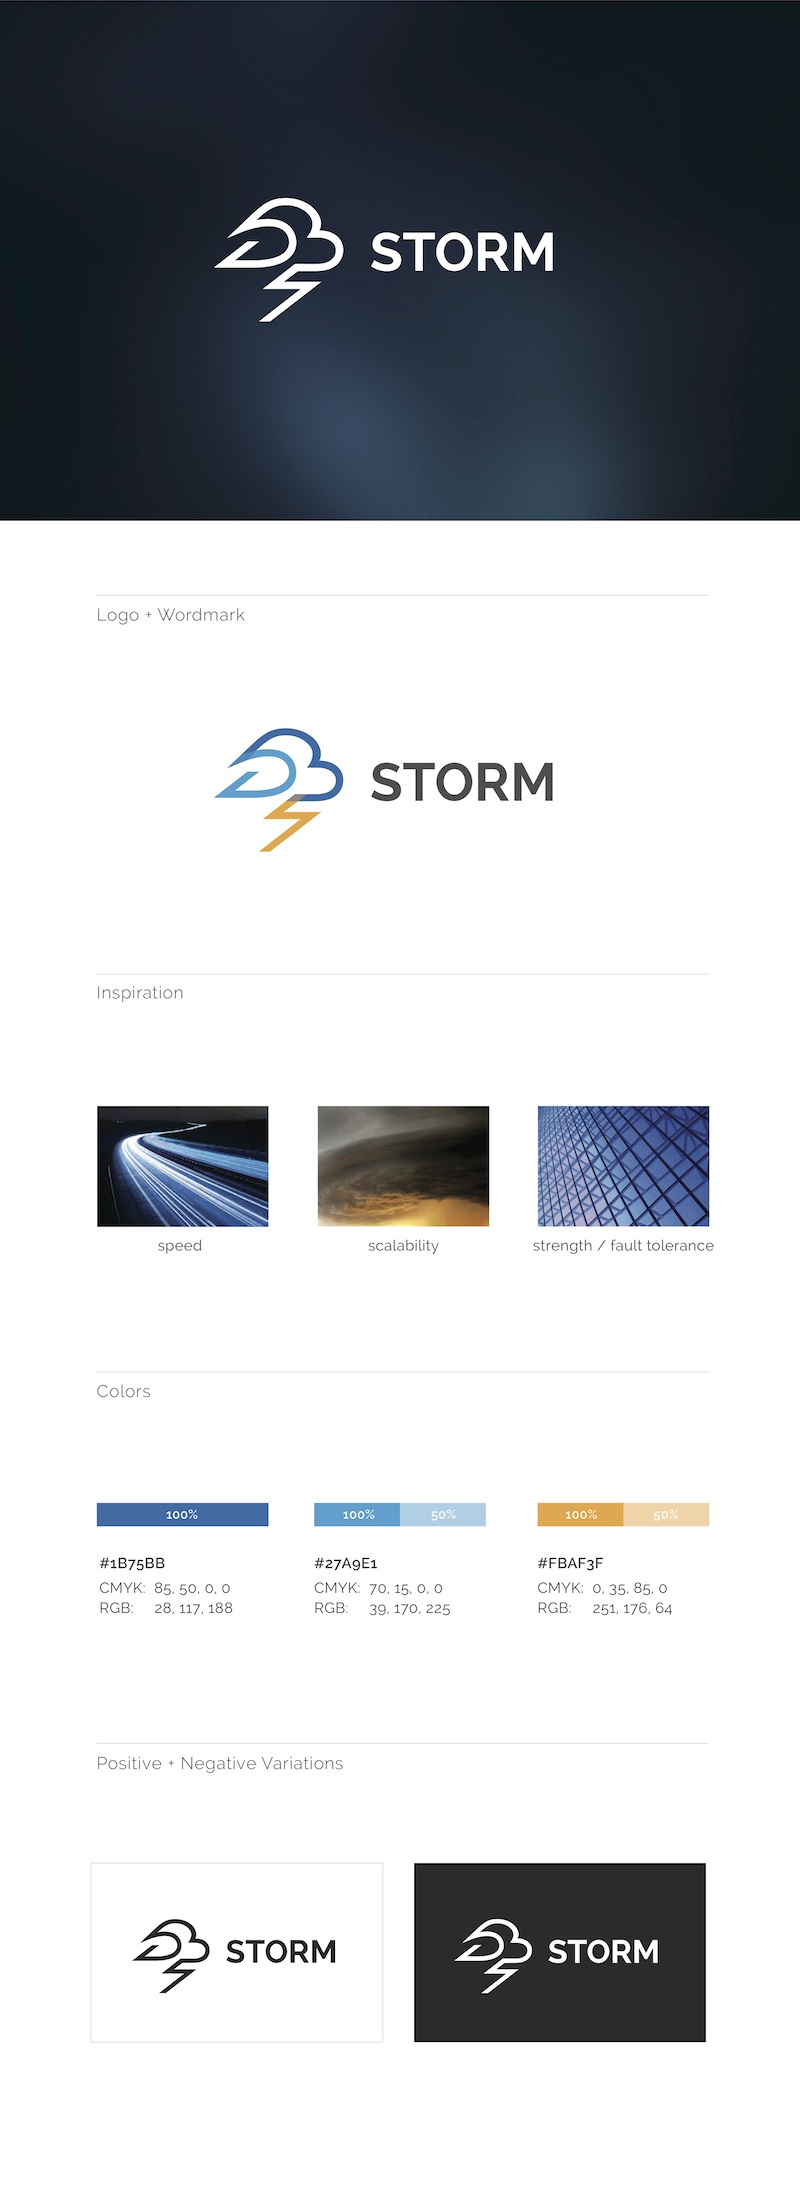 STORM
Logo + Wordmark
STORM
Inspiration
speed
scalability
strength / fault tolerance
Colors
100%
100%
50%
100%
50%
#1B75BB
CMYK: 85, 50, 0, 0
RGB: 28, 117, 188
#27A9E1
CMYK: 70, 15, 0, 0
RGB: 39, 170, 225
#FBAF3F
CMYK: 0, 35, 85, 0
RGB: 251, 176, 64
Positive + Negative Variations
STORM
STORM